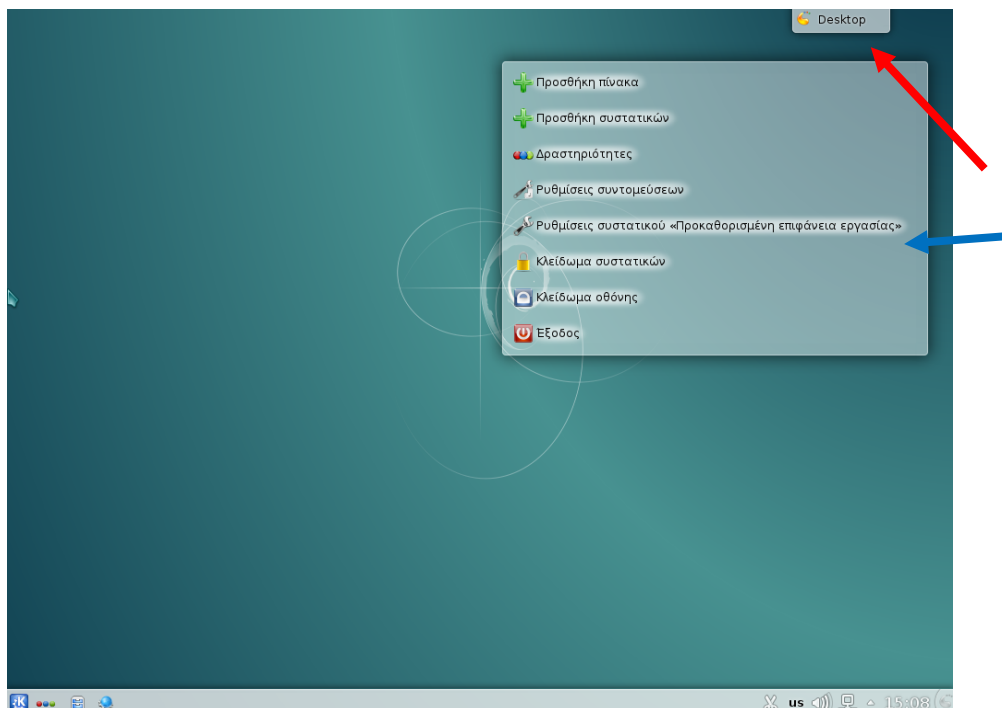 Desktop
Προσθήκη πίνακα
Προσθήκη συστατικών
Δραστηριότητες
Ρυθμίσεις συντομεύσεων
Ρυθμίσεις συστατικού «Προκαθορισμένη επιφάνεια εργασίας»
Κλείδωμα συστατικών
Κλείδωμα οθόνης
Έξοδος
K us 15:08